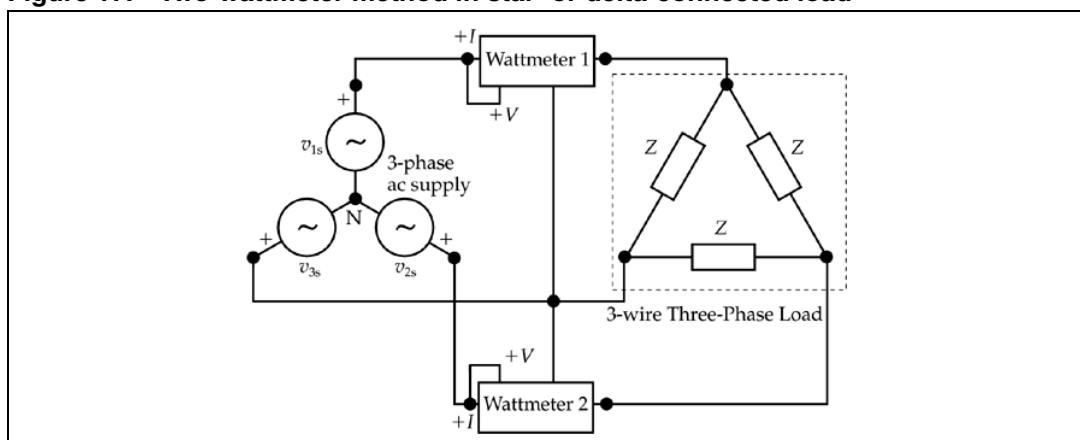 +I
Wattmeter 1
+V
+
v1s
3-phase
ac supply
N
+
v3s
+
v2s
Z
Z
Z
3-wire Three-Phase Load
+V
Wattmeter 2
+I